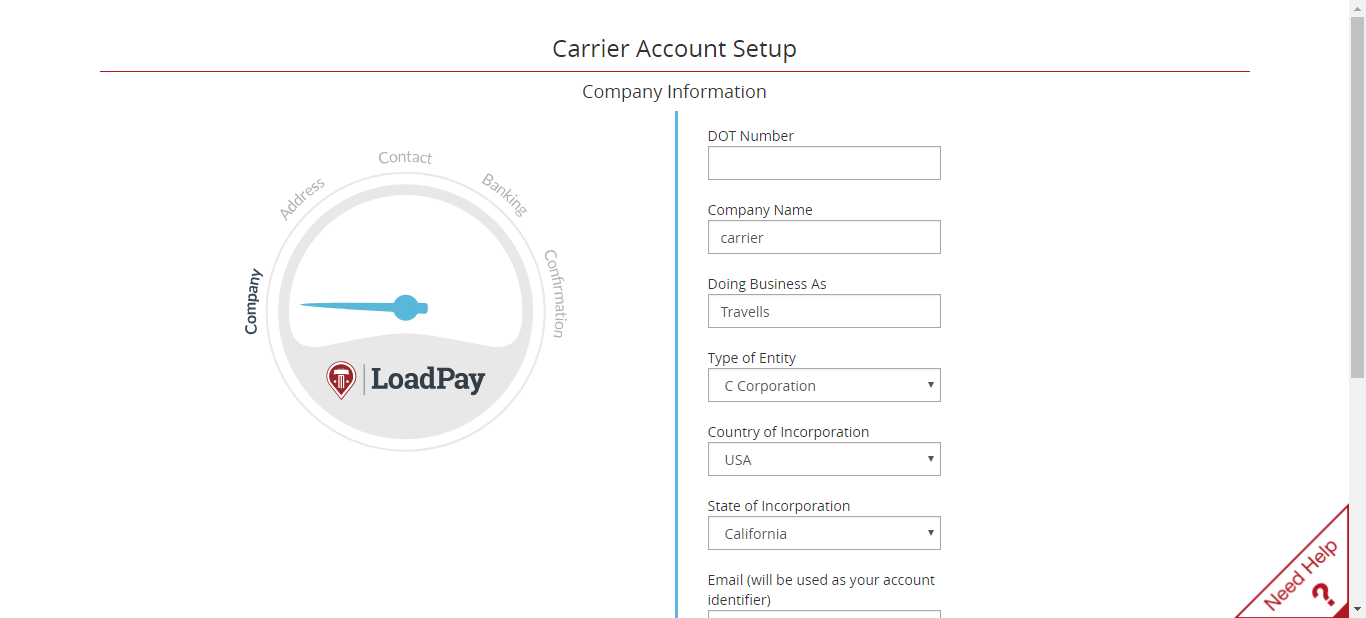 Carrier Account Setup
Company Information
Company
Address
Contact
Banking
Confirmation
LoadPay
DOT Number
Company Name
carrier
Doing Business As
Travells
Type of Entity
C Corporation
Country of Incorporation
USA
State of Incorporation
California
Email (will be used as your account
identifier)
Need Help
?